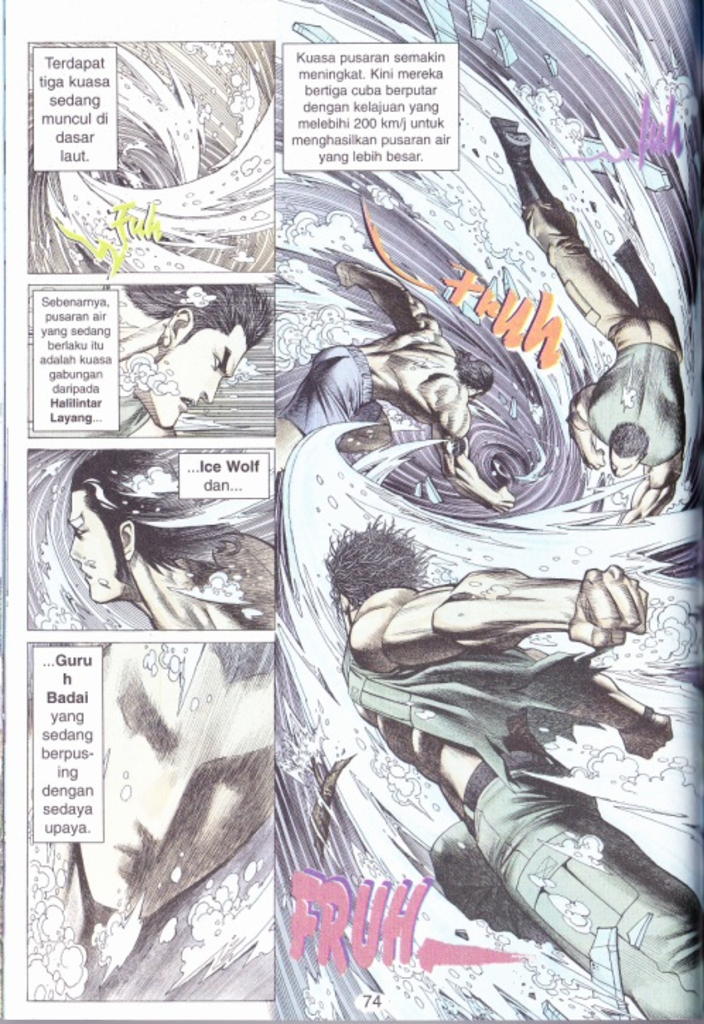 Terdapat
tiga kuasa
sedang
muncul di
dasar
laut.
Fuh
Sebenarnya,
pusaran air
yang sedang
berlaku itu
adalah kuasa
gabungan
daripada
Halilintar
Layang...
...Ice Wolf
dan...
...Guru
h
Badai
yang
sedang
berpus-
ing
dengan
sedaya
upaya.
Kuasa pusaran semakin
meningkat. Kini mereka
bertiga cuba berputar
dengan kelajuan yang
melebihi 200 km/j untuk
menghasilkan pusaran air
yang lebih besar.
Fruh
FRUH
74